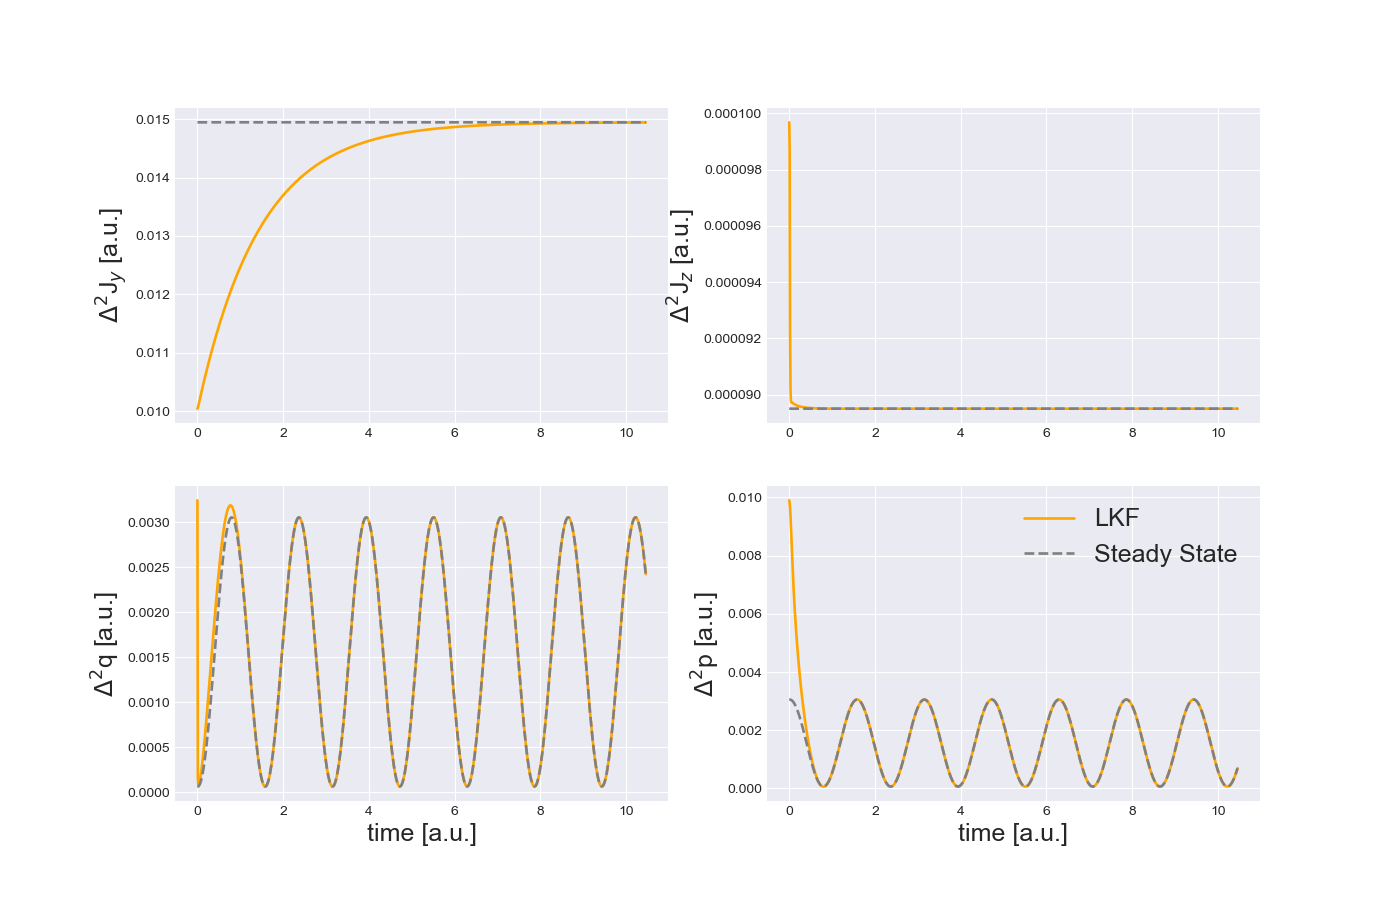 0.015
0.014
0.013
0.012
0.011
0.010
Δ² J_y [a.u.]
0 2 4 6 8 10
0.000100
0.000098
0.000096
0.000094
0.000092
0.000090
Δ² J_z [a.u.]
0 2 4 6 8 10
0.0030
0.0025
0.0020
0.0015
0.0010
0.0005
0.0000
Δ²q [a.u.]
0 2 4 6 8 10
time [a.u.]
0.010
0.008
0.006
0.004
0.002
0.000
Δ²p [a.u.]
LKF
Steady State
0 2 4 6 8 10
time [a.u.]